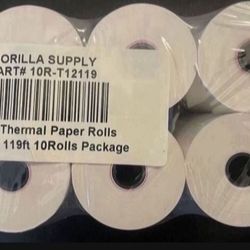 ORILLA SUPPLY
ART# 10R-T12119
Thermal Paper Rolls
119ft 10Rolls Package